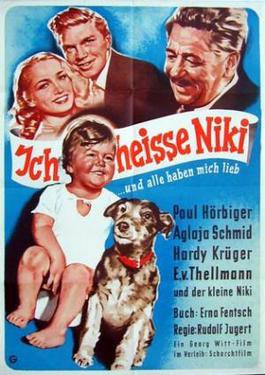 Ich heisse Niki
...und alle haben mich lieb
Paul Hörbiger
Aglaja Schmid
Hardy Krüger
E.v.Thellmann
und der kleine Niki
Buch: Erna Fentsch
Regie: Rudolf Jugert
Ein Georg Witt-Film
im Verleih: Schorchtfilm
G